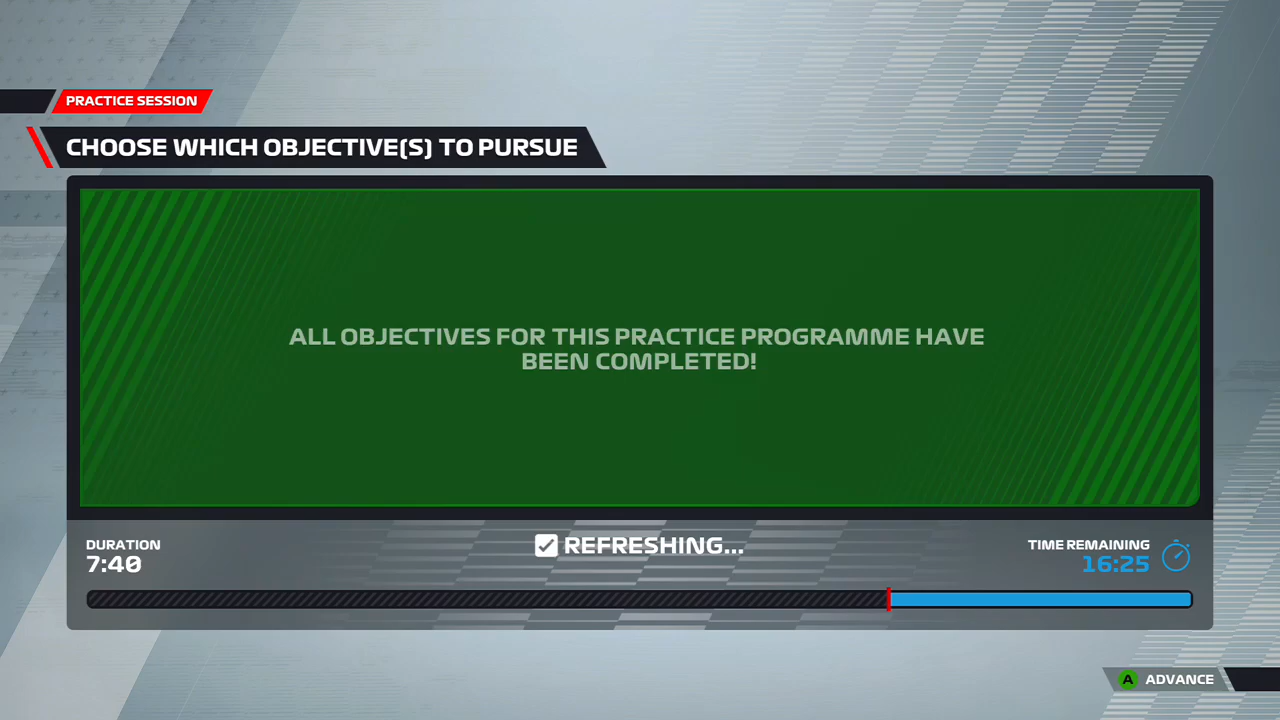 PRACTICE SESSION
CHOOSE WHICH OBJECTIVE(S) TO PURSUE
ALL OBJECTIVES FOR THIS PRACTICE PROGRAMME HAVE
BEEN COMPLETED!
DURATION
7:40
REFRESHING...
TIME REMAINING
16:25
A ADVANCE